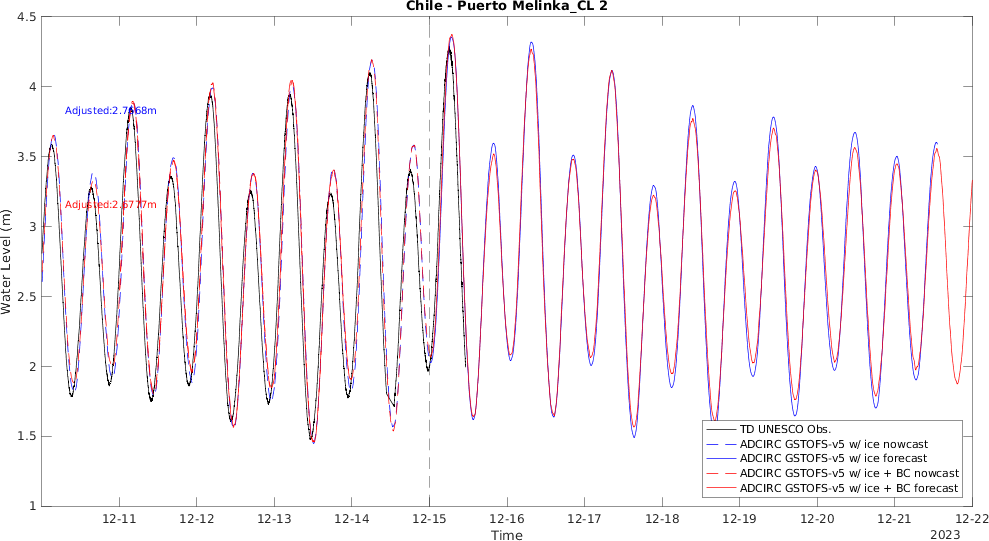 Chile - Puerto Melinka_CL 2
4.5
4
3.5
3
2.5
2
1.5
1
Water Level (m)
Adjusted:2.6777m
12-11
12-12
12-13
12-14
12-15
12-16
12-17
12-18
12-19
12-20
12-21
12-22
Time
2023
TD UNESCO Obs.
ADCIRC GSTOFS-v5 w/ ice nowcast
ADCIRC GSTOFS-v5 w/ ice forecast
ADCIRC GSTOFS-v5 w/ ice + BC nowcast
ADCIRC GSTOFS-v5 w/ ice + BC forecast